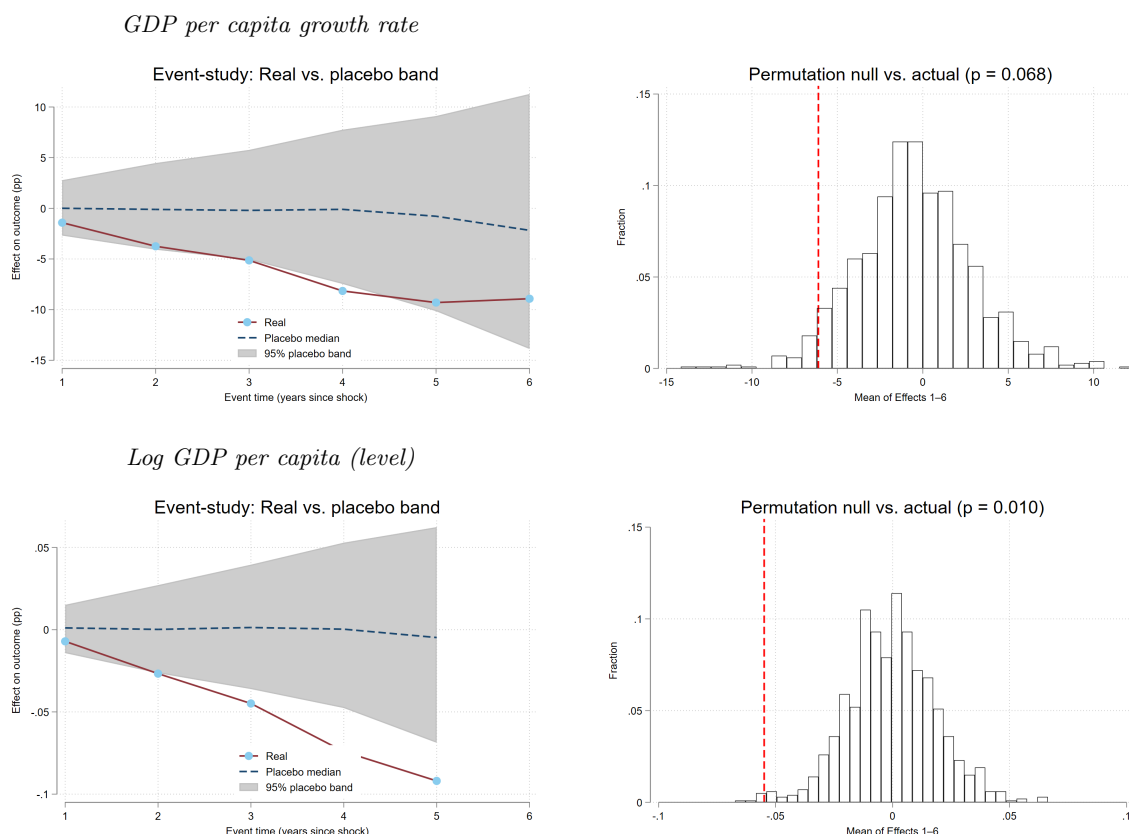 GDP per capita growth rate
Event-study: Real vs. placebo band
Effect on outcome (pp)
10
5
0
-5
-10
-15
1 2 3 4 5 6
Event time (years since shock)
Real
Placebo median
95% placebo band
Permutation null vs. actual (p = 0.068)
Fraction
.15
.1
.05
0
-15 -10 -5 0 5 10
Mean of Effects 1–6
Log GDP per capita (level)
Event-study: Real vs. placebo band
Effect on outcome (pp)
.05
0
-.05
-.1
1 2 3 4 5 6
Event time (years since shock)
Real
Placebo median
95% placebo band
Permutation null vs. actual (p = 0.010)
Fraction
.15
.1
.05
0
-.1 -.05 0 .05 .1
Mean of Effects 1–6